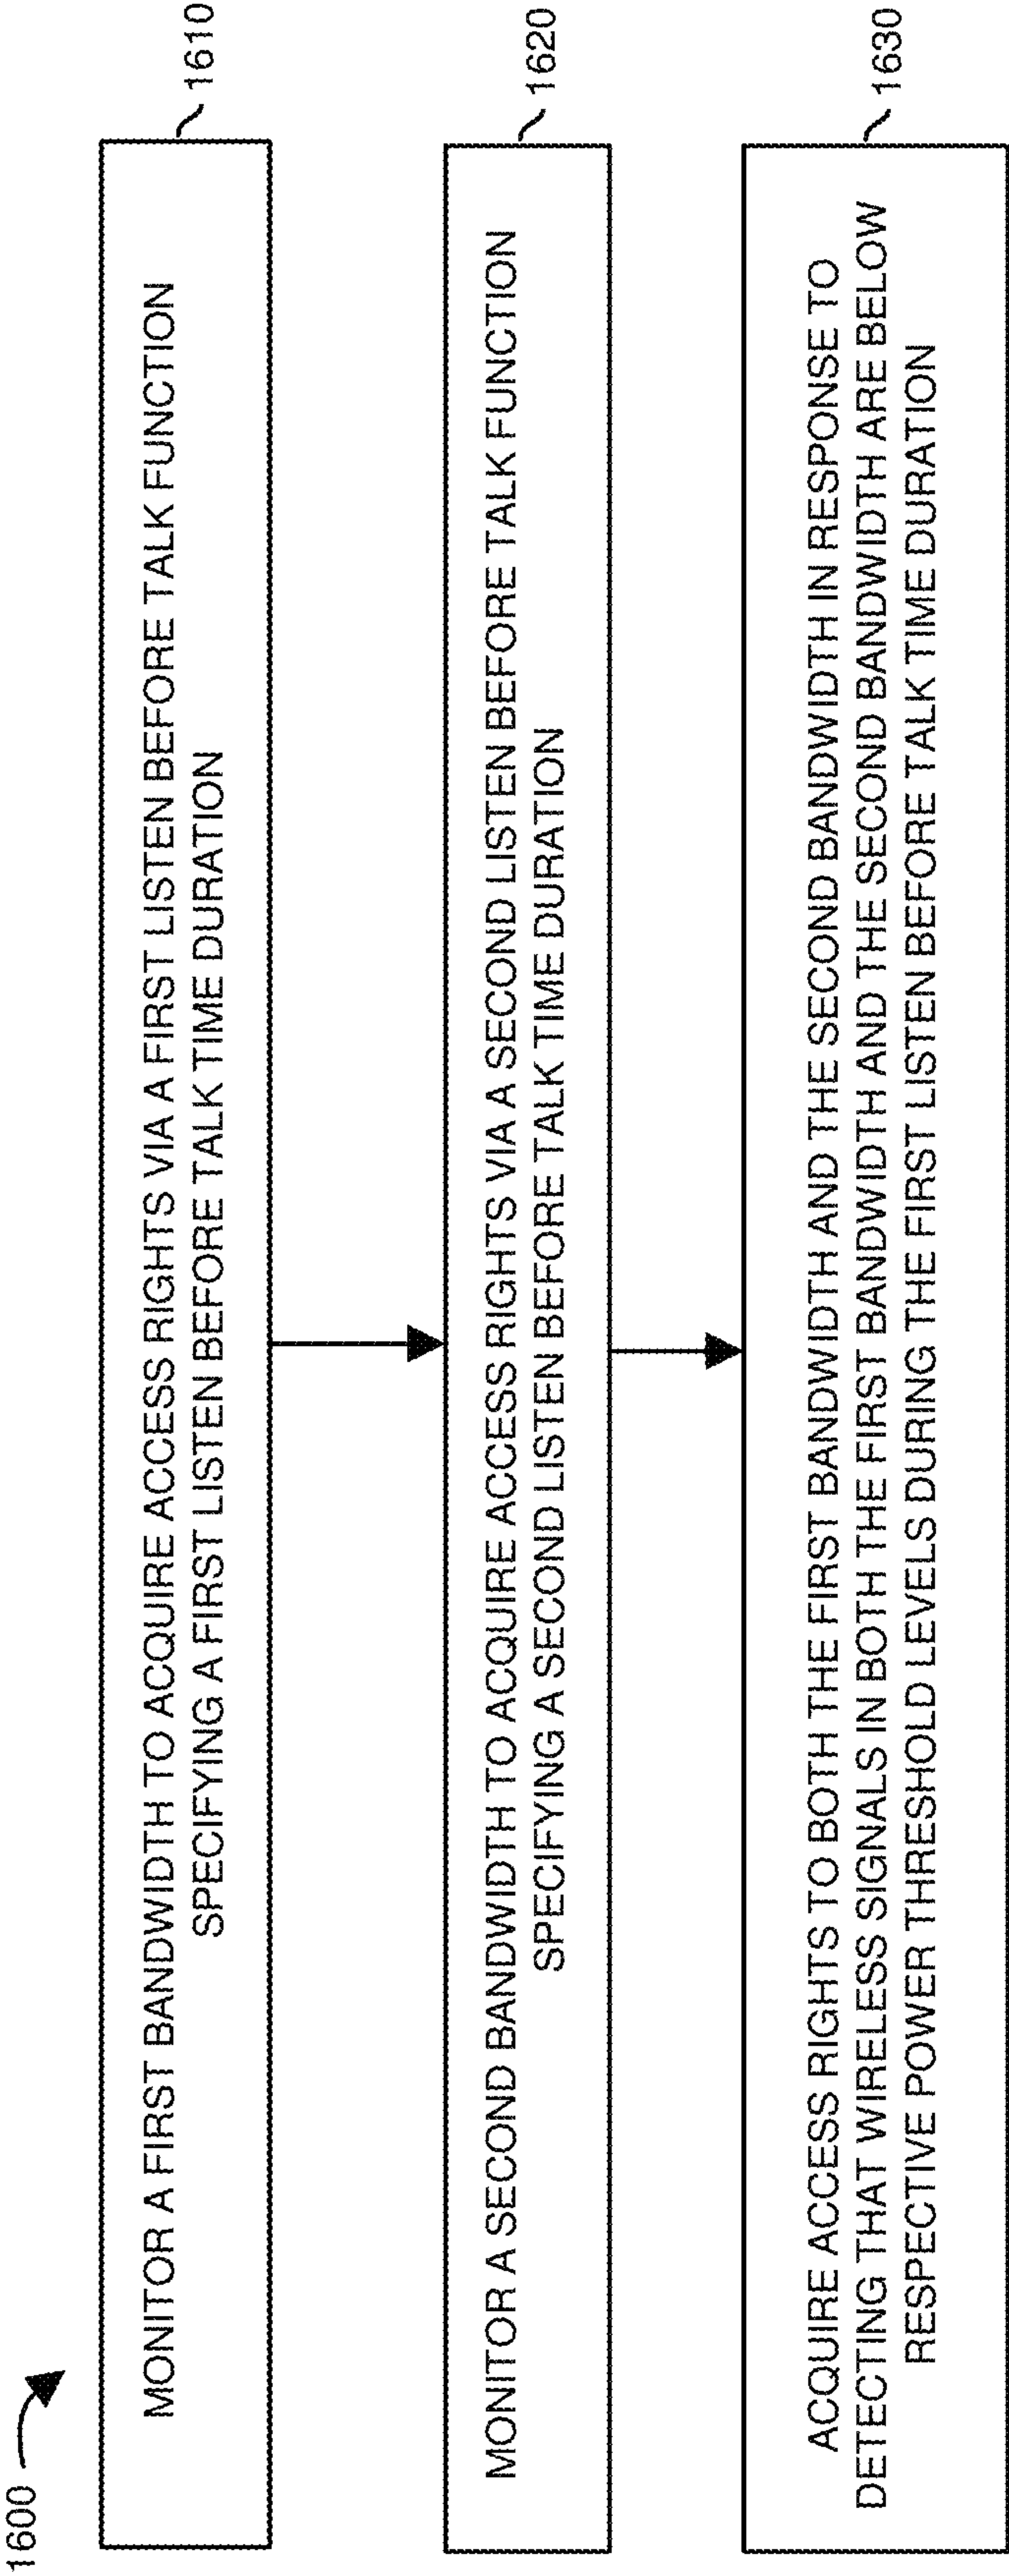 1600
MONITOR A FIRST BANDWIDTH TO ACQUIRE ACCESS RIGHTS VIA A FIRST LISTEN BEFORE TALK FUNCTION
SPECIFYING A FIRST LISTEN BEFORE TALK TIME DURATION
1610
MONITOR A SECOND BANDWIDTH TO ACQUIRE ACCESS RIGHTS VIA A SECOND LISTEN BEFORE TALK FUNCTION
SPECIFYING A SECOND LISTEN BEFORE TALK TIME DURATION
1620
ACQUIRE ACCESS RIGHTS TO BOTH THE FIRST BANDWIDTH AND THE SECOND BANDWIDTH IN RESPONSE TO
DETECTING THAT WIRELESS SIGNALS IN BOTH THE FIRST BANDWIDTH AND THE SECOND BANDWIDTH ARE BELOW
RESPECTIVE POWER THRESHOLD LEVELS DURING THE FIRST LISTEN BEFORE TALK TIME DURATION
1630